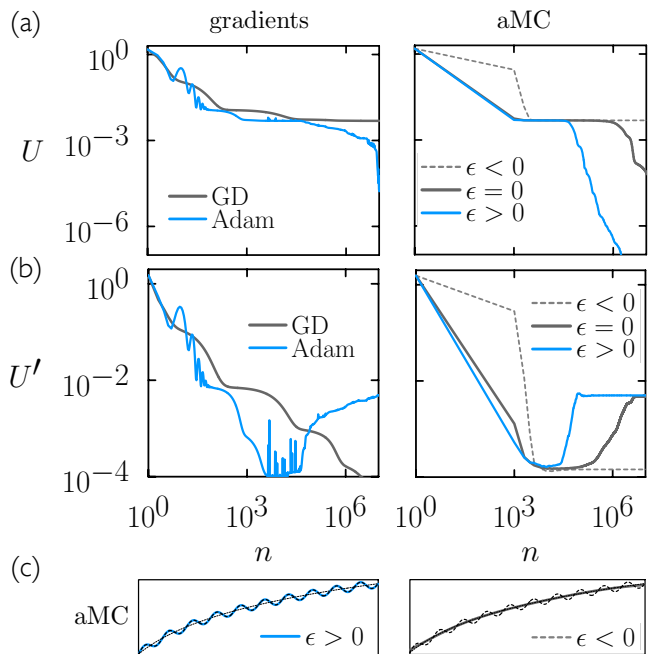 (a) gradients aMC
10^0
10^{-3}
10^{-6}
U
GD
Adam
ϵ < 0
ϵ = 0
ϵ > 0
(b)
10^0
10^{-2}
10^{-4}
U′
GD
Adam
ϵ < 0
ϵ = 0
ϵ > 0
10^0 10^3 10^6 10^0 10^3 10^6
n n
(c)
aMC ϵ > 0 ϵ < 0